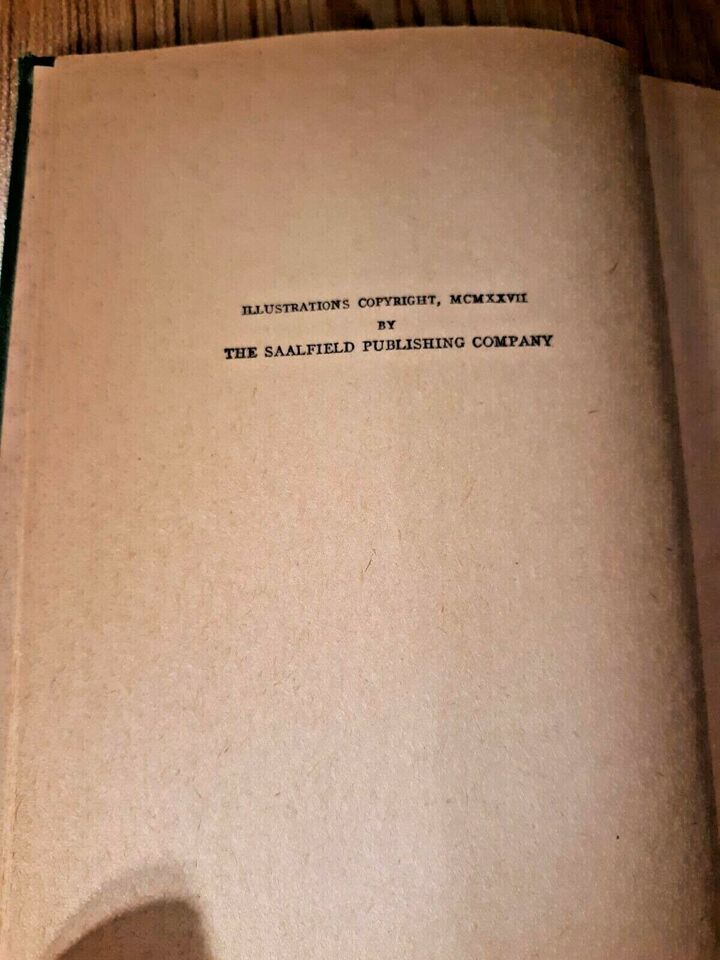 ILLUSTRATIONS COPYRIGHT, MCMXXVII
BY
THE SAALFIELD PUBLISHING COMPANY